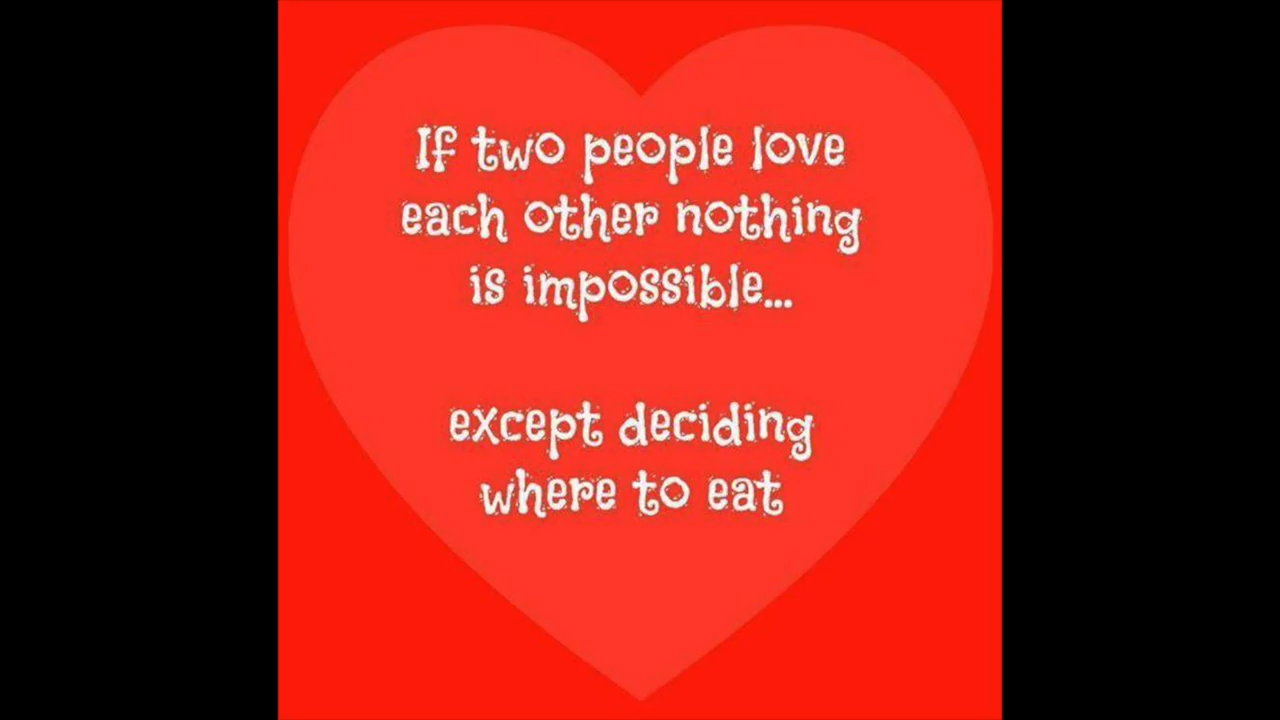 If two people love
each other nothing
is impossible...
except deciding
where to eat